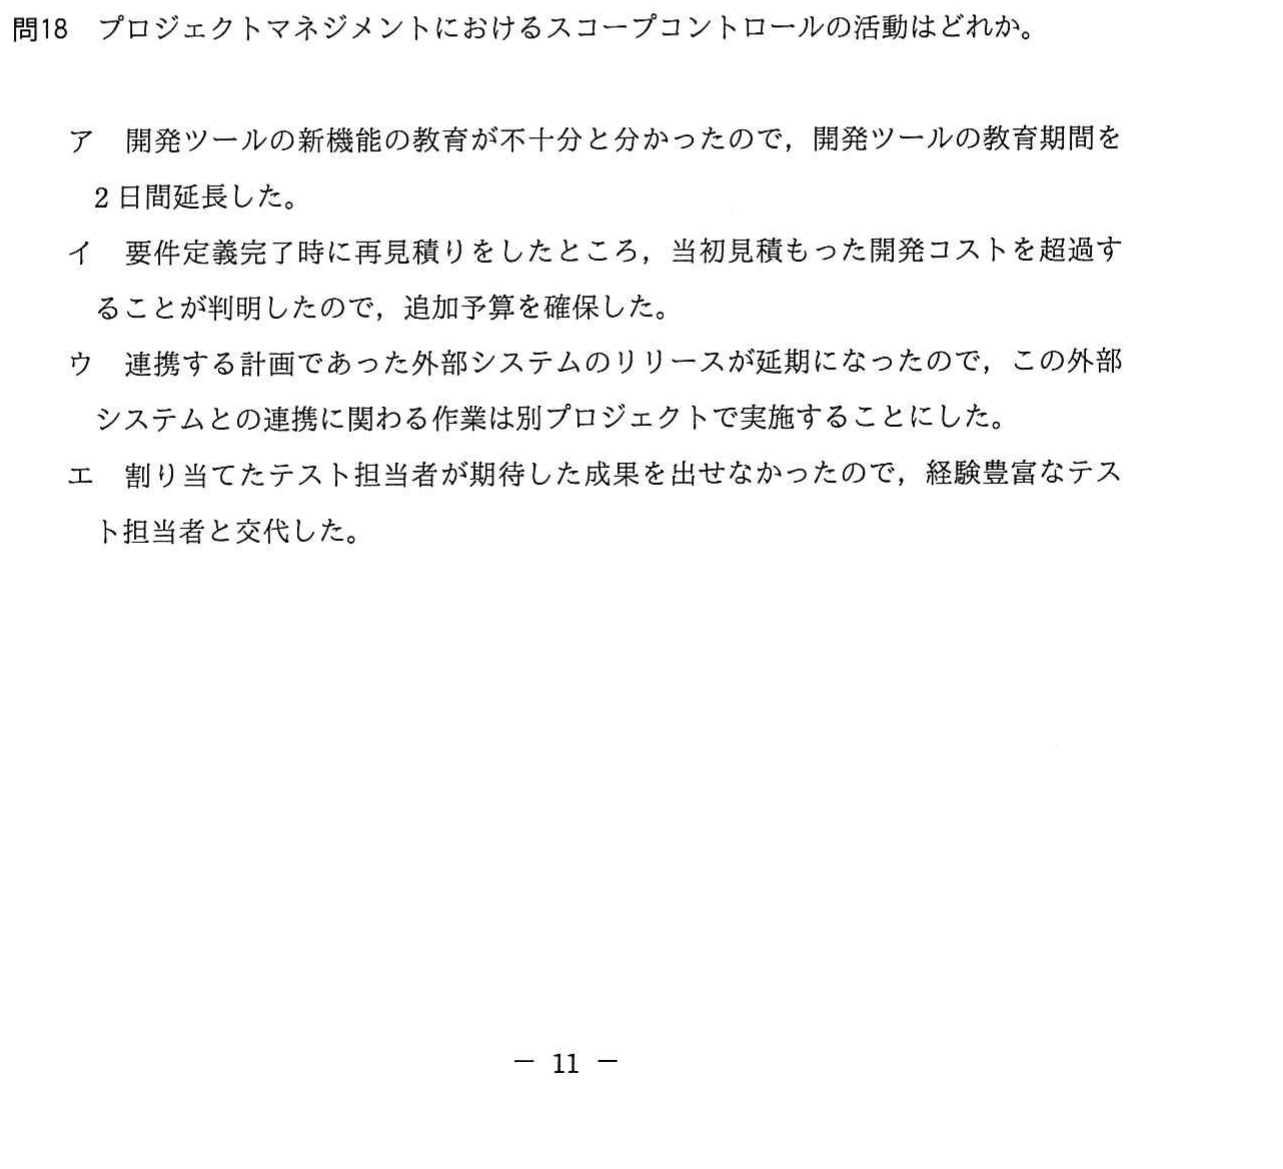 問18 プロジェクトマネジメントにおけるスコープコントロールの活動はどれか。
ア 開発ツールの新機能の教育が不十分と分かったので，開発ツールの教育期間を
2日間延長した。
イ 要件定義完了時に再見積りをしたところ，当初見積もった開発コストを超過す
ることが判明したので，追加予算を確保した。
ウ 連携する計画であった外部システムのリリースが延期になったので，この外部
システムとの連携に関わる作業は別プロジェクトで実施することにした。
エ 割り当てたテスト担当者が期待した成果を出せなかったので，経験豊富なテス
ト担当者と交代した。
－ 11 －